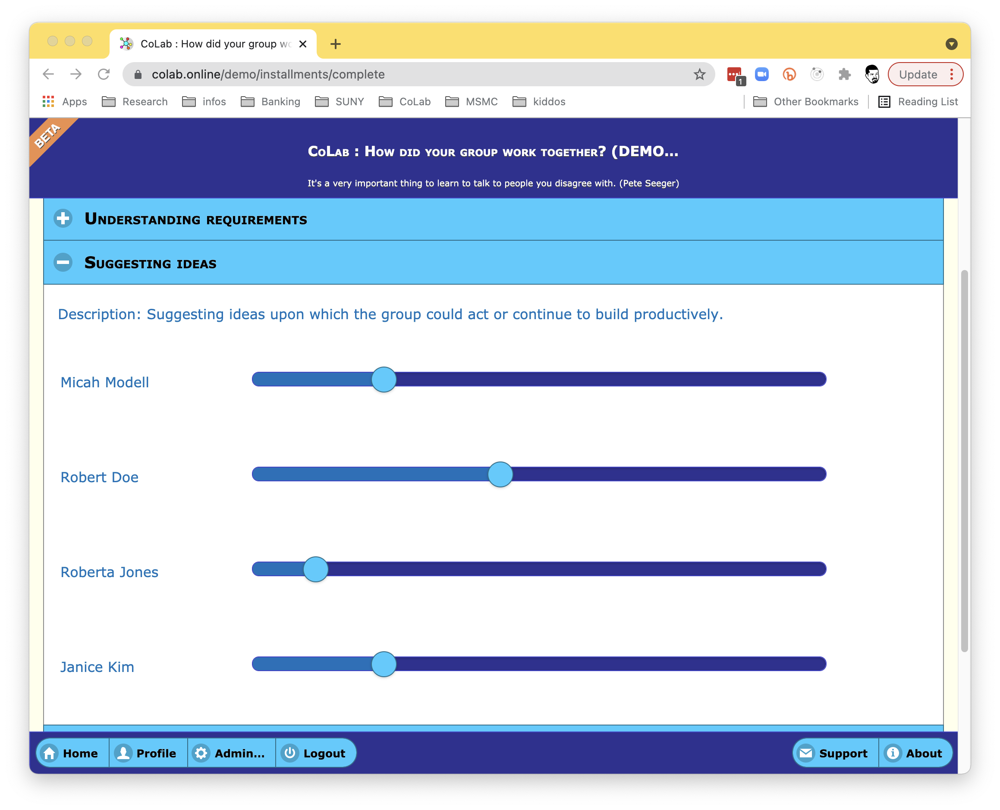 CoLab : How did your group wo
colab.online/demo/installments/complete
1
Update
Apps
Research
infos
Banking
SUNY
CoLab
MSMC
kiddos
Other Bookmarks
Reading List
BETA
CoLab : How did your group work together? (DEMO...
It's a very important thing to learn to talk to people you disagree with. (Pete Seeger)
Understanding requirements
Suggesting ideas
Description: Suggesting ideas upon which the group could act or continue to build productively.
Micah Modell
Robert Doe
Roberta Jones
Janice Kim
Home
Profile
Admin...
Logout
Support
About